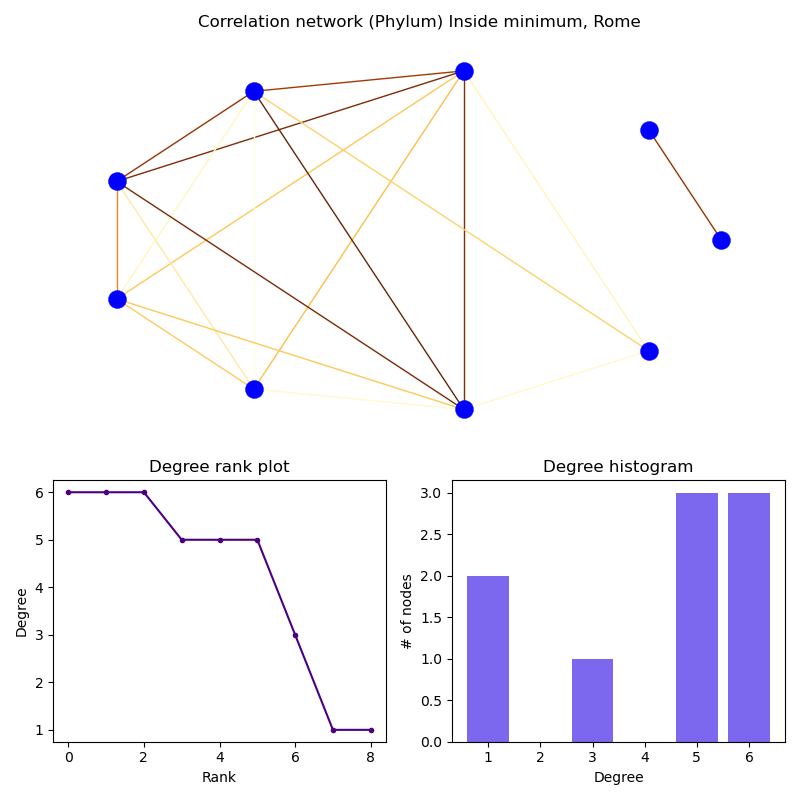 Correlation network (Phylum) Inside minimum, Rome
Degree rank plot
6
5
4
3
2
1
Degree
0 2 4 6 8
Rank
Degree histogram
3.0
2.5
2.0
1.5
1.0
0.5
0.0
# of nodes
1 2 3 4 5 6
Degree